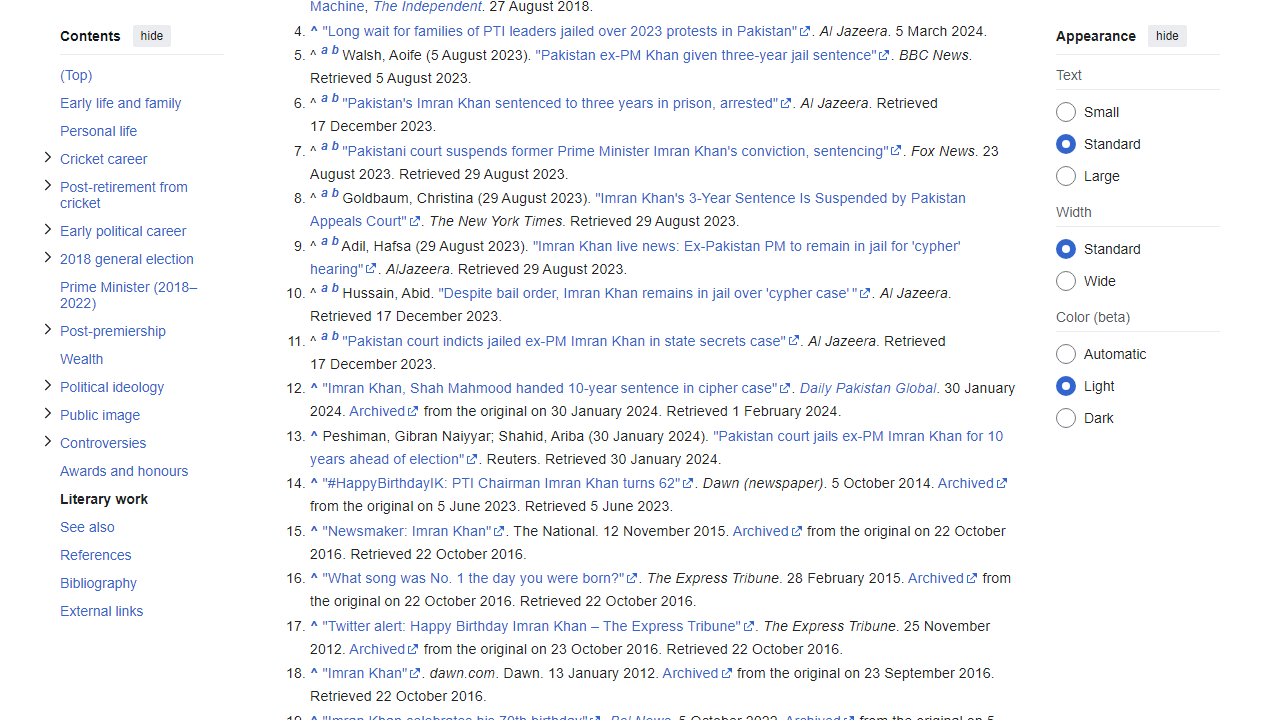 Contents hide
(Top)
Early life and family
Personal life
Cricket career
Post-retirement from
cricket
Early political career
2018 general election
Prime Minister (2018–
2022)
Post-premiership
Wealth
Political ideology
Public image
Controversies
Awards and honours
Literary work
See also
References
Bibliography
External links
Machine, The Independent. 27 August 2018.
4. ^ "Long wait for families of PTI leaders jailed over 2023 protests in Pakistan". Al Jazeera. 5 March 2024.
5. ^ a b Walsh, Aoife (5 August 2023). "Pakistan ex-PM Khan given three-year jail sentence". BBC News.
Retrieved 5 August 2023.
6. ^ a b "Pakistan's Imran Khan sentenced to three years in prison, arrested". Al Jazeera. Retrieved
17 December 2023.
7. ^ a b "Pakistani court suspends former Prime Minister Imran Khan's conviction, sentencing". Fox News. 23
August 2023. Retrieved 29 August 2023.
8. ^ a b Goldbaum, Christina (29 August 2023). "Imran Khan's 3-Year Sentence Is Suspended by Pakistan
Appeals Court". The New York Times. Retrieved 29 August 2023.
9. ^ a b Adil, Hafsa (29 August 2023). "Imran Khan live news: Ex-Pakistan PM to remain in jail for 'cypher'
hearing". AlJazeera. Retrieved 29 August 2023.
10. ^ a b Hussain, Abid. "Despite bail order, Imran Khan remains in jail over 'cypher case' ". Al Jazeera.
Retrieved 17 December 2023.
11. ^ a b "Pakistan court indicts jailed ex-PM Imran Khan in state secrets case". Al Jazeera. Retrieved
17 December 2023.
12. ^ "Imran Khan, Shah Mahmood handed 10-year sentence in cipher case". Daily Pakistan Global. 30 January
2024. Archived from the original on 30 January 2024. Retrieved 1 February 2024.
13. ^ Peshiman, Gibran Naiyyar; Shahid, Ariba (30 January 2024). "Pakistan court jails ex-PM Imran Khan for 10
years ahead of election". Reuters. Retrieved 30 January 2024.
14. ^ "#HappyBirthdayIK: PTI Chairman Imran Khan turns 62". Dawn (newspaper). 5 October 2014. Archived
from the original on 5 June 2023. Retrieved 5 June 2023.
15. ^ "Newsmaker: Imran Khan". The National. 12 November 2015. Archived from the original on 22 October
2016. Retrieved 22 October 2016.
16. ^ "What song was No. 1 the day you were born?". The Express Tribune. 28 February 2015. Archived from
the original on 22 October 2016. Retrieved 22 October 2016.
17. ^ "Twitter alert: Happy Birthday Imran Khan – The Express Tribune". The Express Tribune. 25 November
2012. Archived from the original on 23 October 2016. Retrieved 22 October 2016.
18. ^ "Imran Khan". dawn.com. Dawn. 13 January 2012. Archived from the original on 23 September 2016.
Retrieved 22 October 2016.
19. ^ "Imran Khan celebrates his 70th birthday". Bol News. 5 October 2022. Archived from the original on 5
Appearance hide
Text
Small
Standard
Large
Width
Standard
Wide
Color (beta)
Automatic
Light
Dark